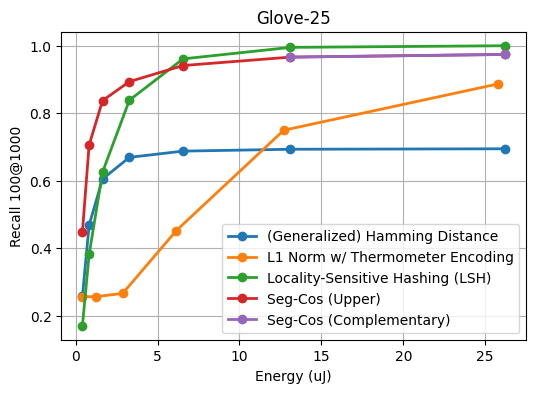 Glove-25
1.0
0.8
0.6
0.4
0.2
Recall 100@1000
(Generalized) Hamming Distance
L1 Norm w/ Thermometer Encoding
Locality-Sensitive Hashing (LSH)
Seg-Cos (Upper)
Seg-Cos (Complementary)
0 5 10 15 20 25
Energy (uJ)